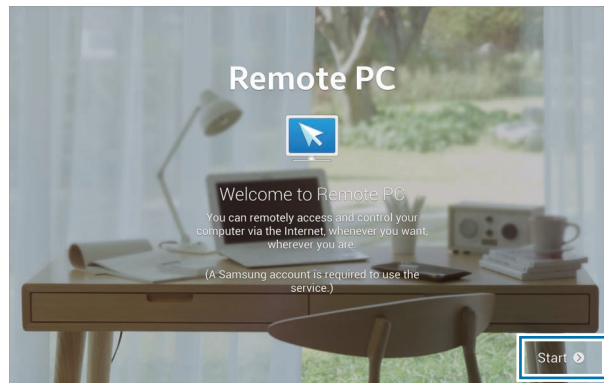 Remote PC
Welcome to Remote PC
You can remotely access and control your
computer via the Internet, whenever you want,
wherever you are.
(A Samsung account is required to use the
service.)
Start